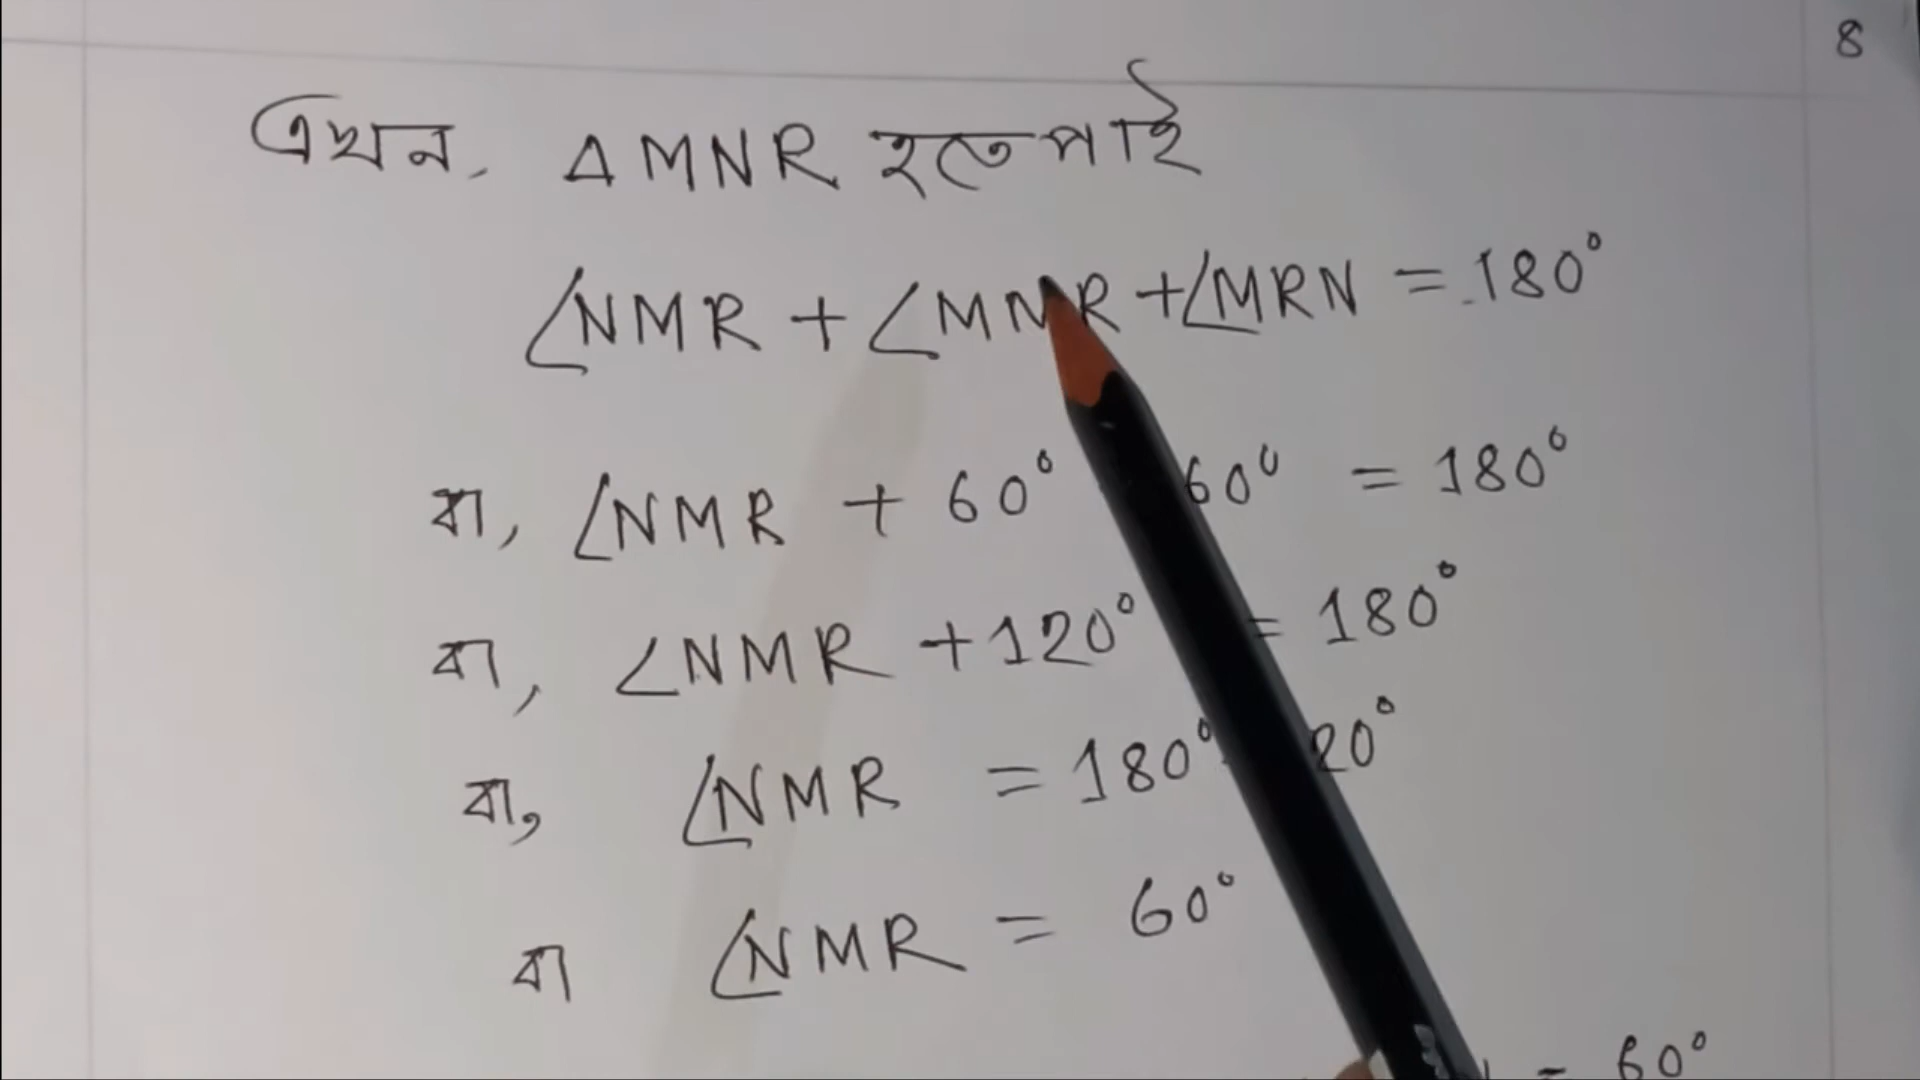 8
এখন, Δ MNR হতে পাই
∠NMR + ∠MNR + ∠MRN = 180°
বা, ∠NMR + 60° 60° = 180°
বা, ∠NMR + 120° = 180°
বা, ∠NMR = 180° 20°
বা ∠NMR = 60°
= 60°